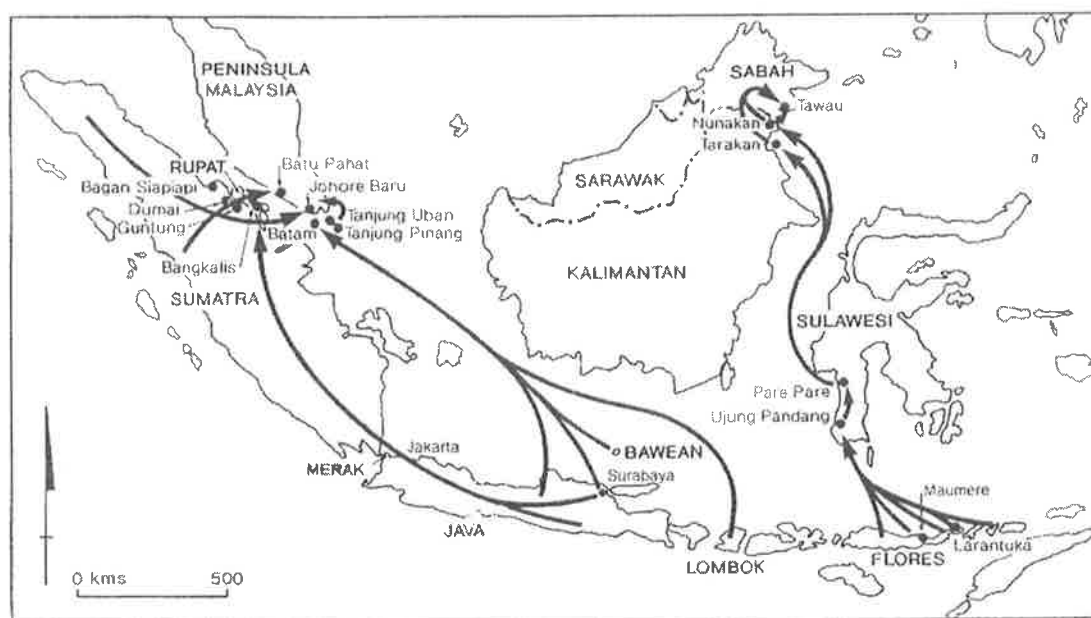 PENINSULA
MALAYSIA
SABAH
Tawau
Nunakan
Tarakan
RUPAT
Batu Pahat
Bagan Siapiapi
Johore Baru
SARAWAK
Dumai
Guntung
Tanjung Uban
Batam
Tanjung Pinang
Bangkalis
KALIMANTAN
SUMATRA
SULAWESI
Pare Pare
Ujung Pandang
Jakarta
BAWEAN
MERAK
Surabaya
Maumere
JAVA
Larantuka
FLORES
LOMBOK
0 kms 500